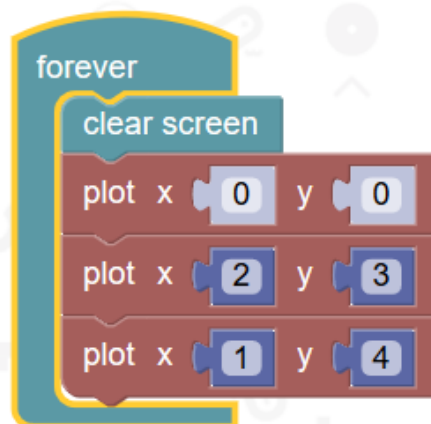 forever
clear screen
plot x 0 y 0
plot x 2 y 3
plot x 1 y 4